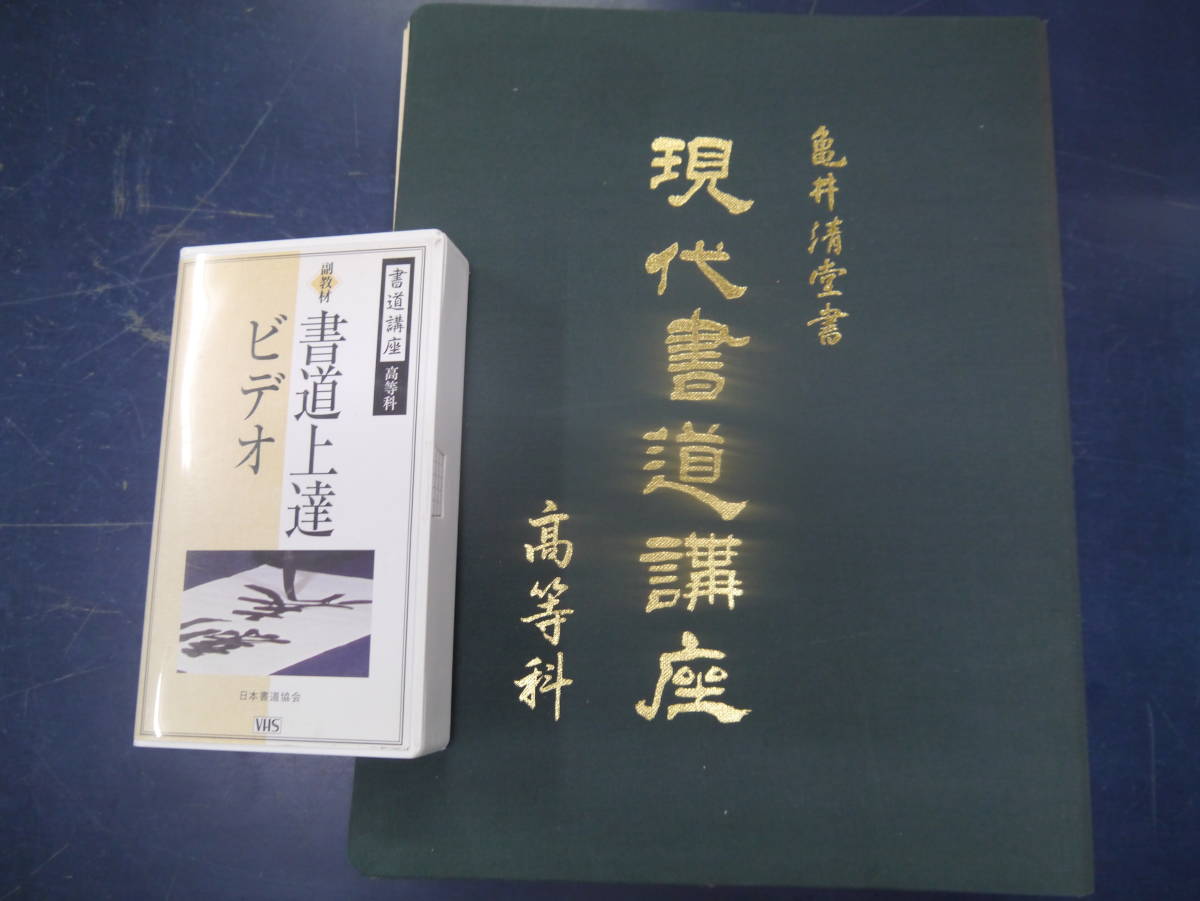 亀井清堂書
現代書道講座
高等科
書道講座 高等科
副教材
書道上達
ビデオ
日本書道協会
VHS